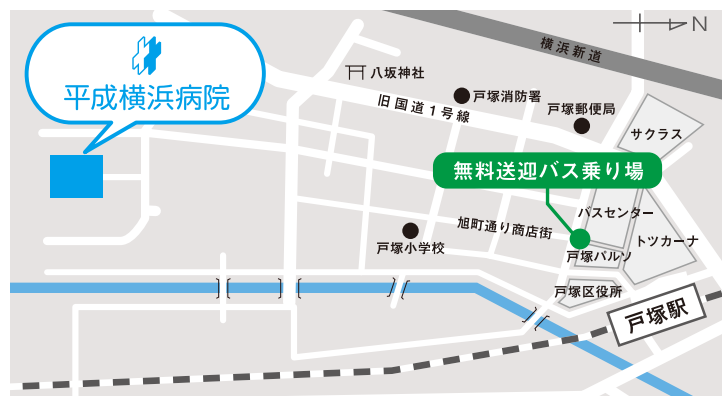 N
横浜新道
平成横浜病院
八坂神社
戸塚消防署
旧国道1号線
戸塚郵便局
サクラス
無料送迎バス乗り場
バスセンター
旭町通り商店街
トツカーナ
戸塚小学校
戸塚パルソ
戸塚区役所
戸塚駅